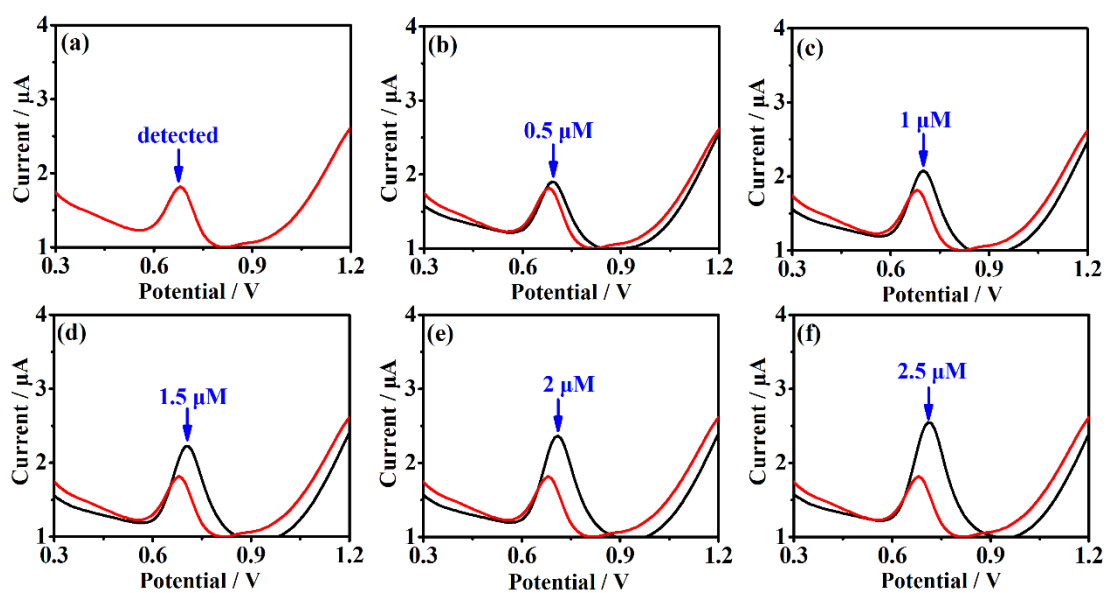 (a)
detected
Current / μA
4
3
2
1
0.3 0.6 0.9 1.2
Potential / V
(b)
0.5 μM
Current / μA
4
3
2
1
0.3 0.6 0.9 1.2
Potential / V
(c)
1 μM
Current / μA
4
3
2
1
0.3 0.6 0.9 1.2
Potential / V
(d)
1.5 μM
Current / μA
4
3
2
1
0.3 0.6 0.9 1.2
Potential / V
(e)
2 μM
Current / μA
4
3
2
1
0.3 0.6 0.9 1.2
Potential / V
(f)
2.5 μM
Current / μA
4
3
2
1
0.3 0.6 0.9 1.2
Potential / V